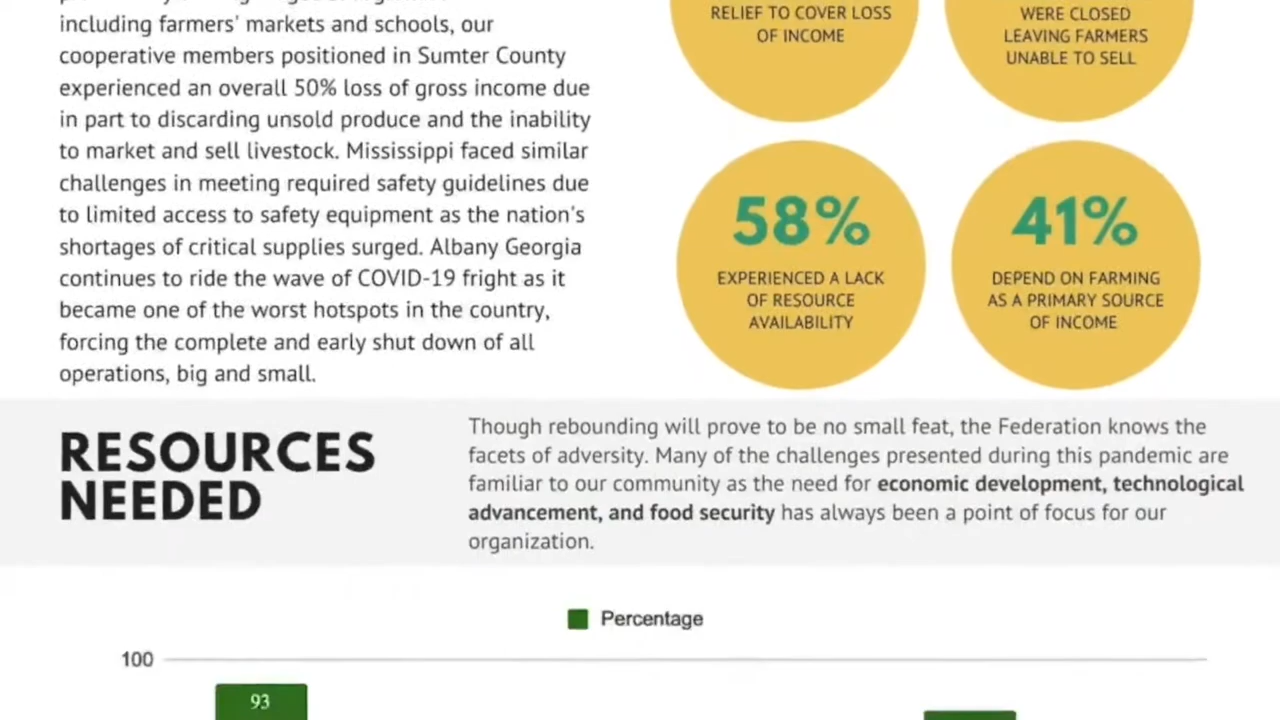 including farmers' markets and schools, our
cooperative members positioned in Sumter County
experienced an overall 50% loss of gross income due
in part to discarding unsold produce and the inability
to market and sell livestock. Mississippi faced similar
challenges in meeting required safety guidelines due
to limited access to safety equipment as the nation's
shortages of critical supplies surged. Albany Georgia
continues to ride the wave of COVID-19 fright as it
became one of the worst hotspots in the country,
forcing the complete and early shut down of all
operations, big and small.
RELIEF TO COVER LOSS
OF INCOME
WERE CLOSED
LEAVING FARMERS
UNABLE TO SELL
58%
EXPERIENCED A LACK
OF RESOURCE
AVAILABILITY
41%
DEPEND ON FARMING
AS A PRIMARY SOURCE
OF INCOME
RESOURCES
NEEDED
Though rebounding will prove to be no small feat, the Federation knows the
facets of adversity. Many of the challenges presented during this pandemic are
familiar to our community as the need for economic development, technological
advancement, and food security has always been a point of focus for our
organization.
Percentage
100
93